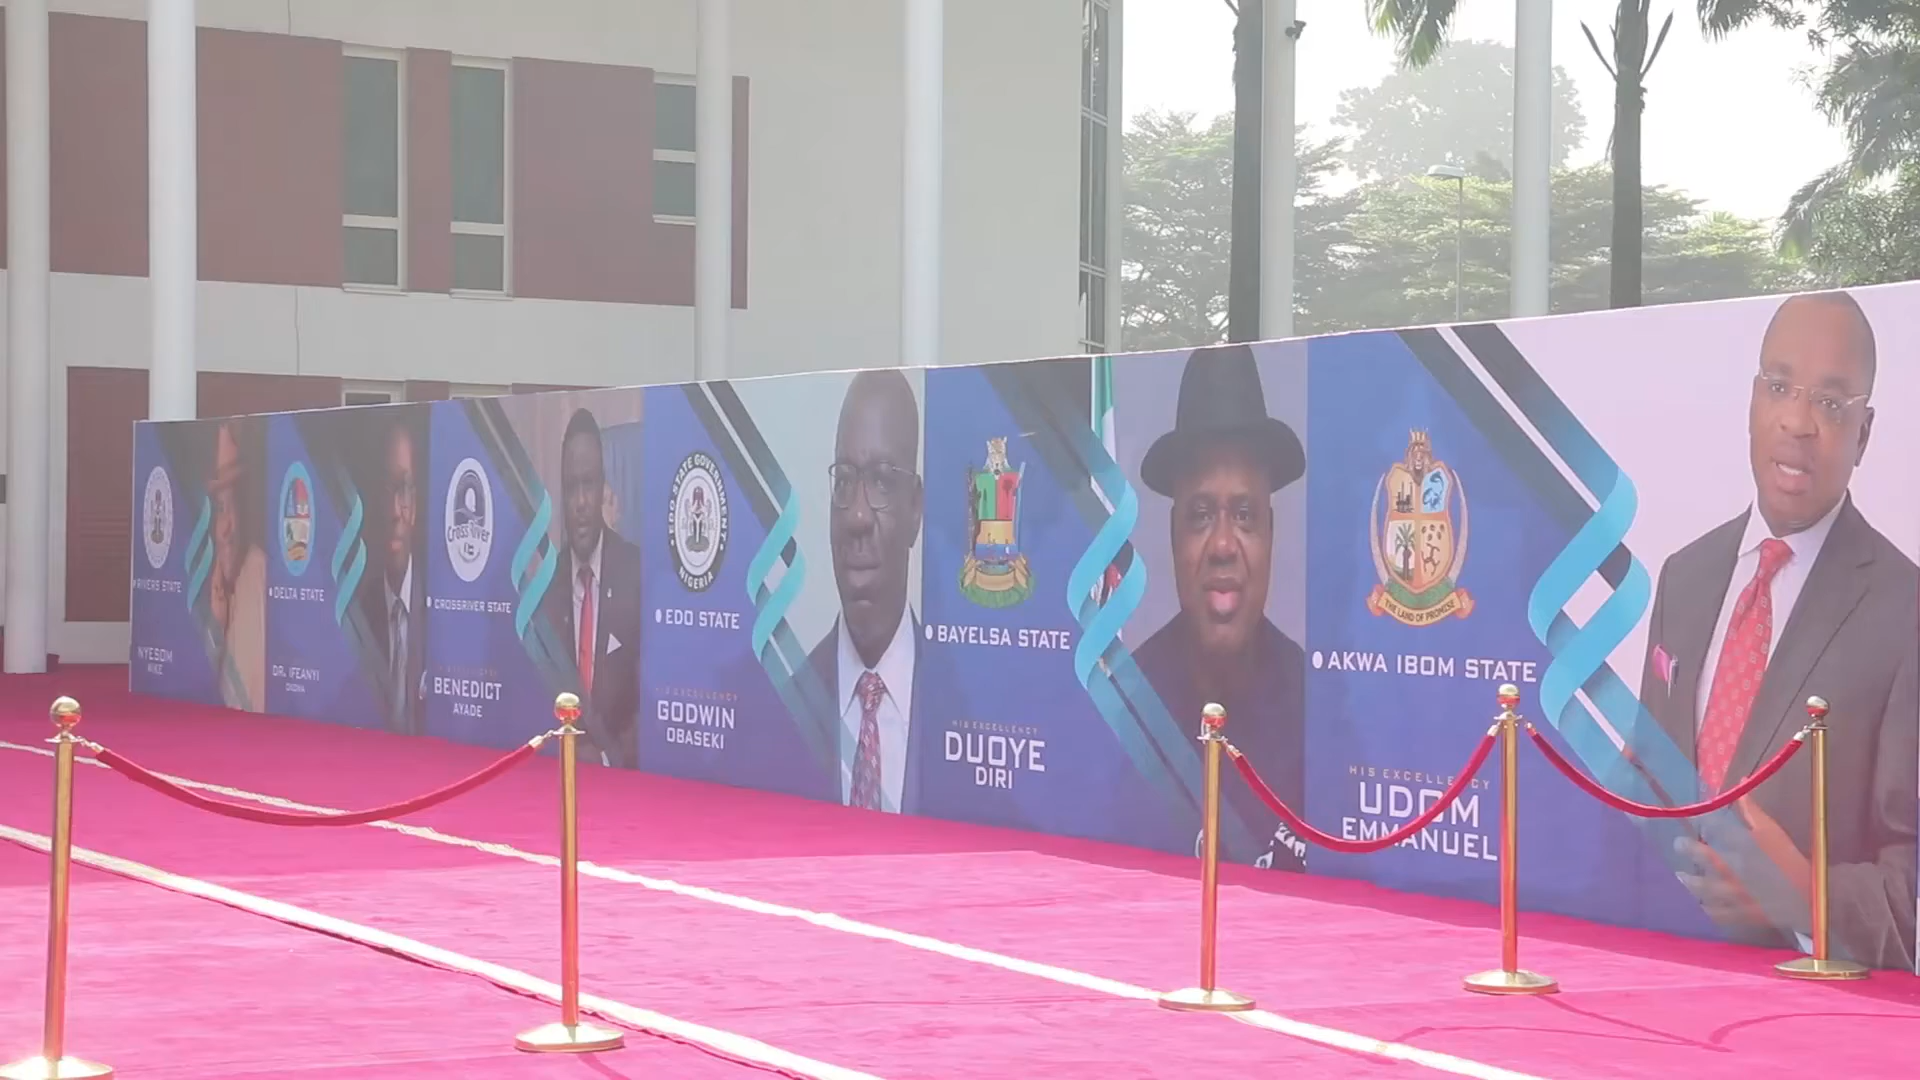 RIVERS STATE
NYESOM
WIKE
DELTA STATE
DR. IFEANYI
OKOWA
CrossRiver
CROSSRIVER STATE
BENEDICT
AYADE
EDO STATE GOVERNMENT
NIGERIA
EDO STATE
HIS EXCELLENCY
GODWIN
OBASEKI
BAYELSA STATE
HIS EXCELLENCY
DUOYE
DIRI
THE LAND OF PROMISE
AKWA IBOM STATE
HIS EXCELLENCY
UDOM
EMMANUEL